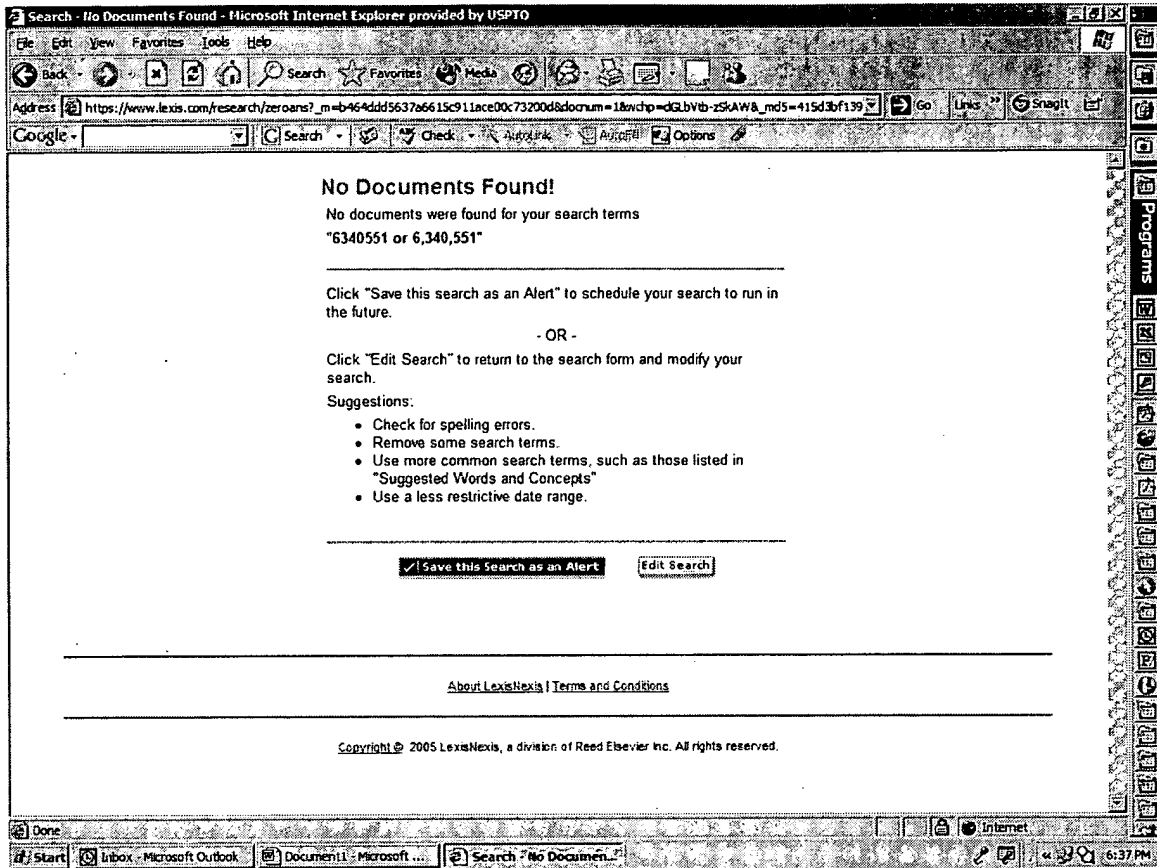 Search - No Documents Found - Microsoft Internet Explorer provided by USPTO
File Edit View Favorites Tools Help
Back Search Favorites Media
Address https://www.lexis.com/research/zeroans?_m=b464ddd5637a6615c911ace00c73200d&docnum=1&wchp=dGLbVtb-zSkAW&_md5=415d3bf139 Go Links » SnagIt
Google Search Check AutoLink AutoFill Options
No Documents Found!
No documents were found for your search terms
"6340551 or 6,340,551"
Click "Save this search as an Alert" to schedule your search to run in
the future.
- OR -
Click "Edit Search" to return to the search form and modify your
search.
Suggestions:
• Check for spelling errors.
• Remove some search terms.
• Use more common search terms, such as those listed in
"Suggested Words and Concepts"
• Use a less restrictive date range.
Save this Search as an Alert Edit Search
About LexisNexis | Terms and Conditions
Copyright © 2005 LexisNexis, a division of Reed Elsevier Inc. All rights reserved.
Programs
Done Internet
Start Inbox - Microsoft Outlook Document1 - Microsoft ... Search - No Documen... 6:37 PM